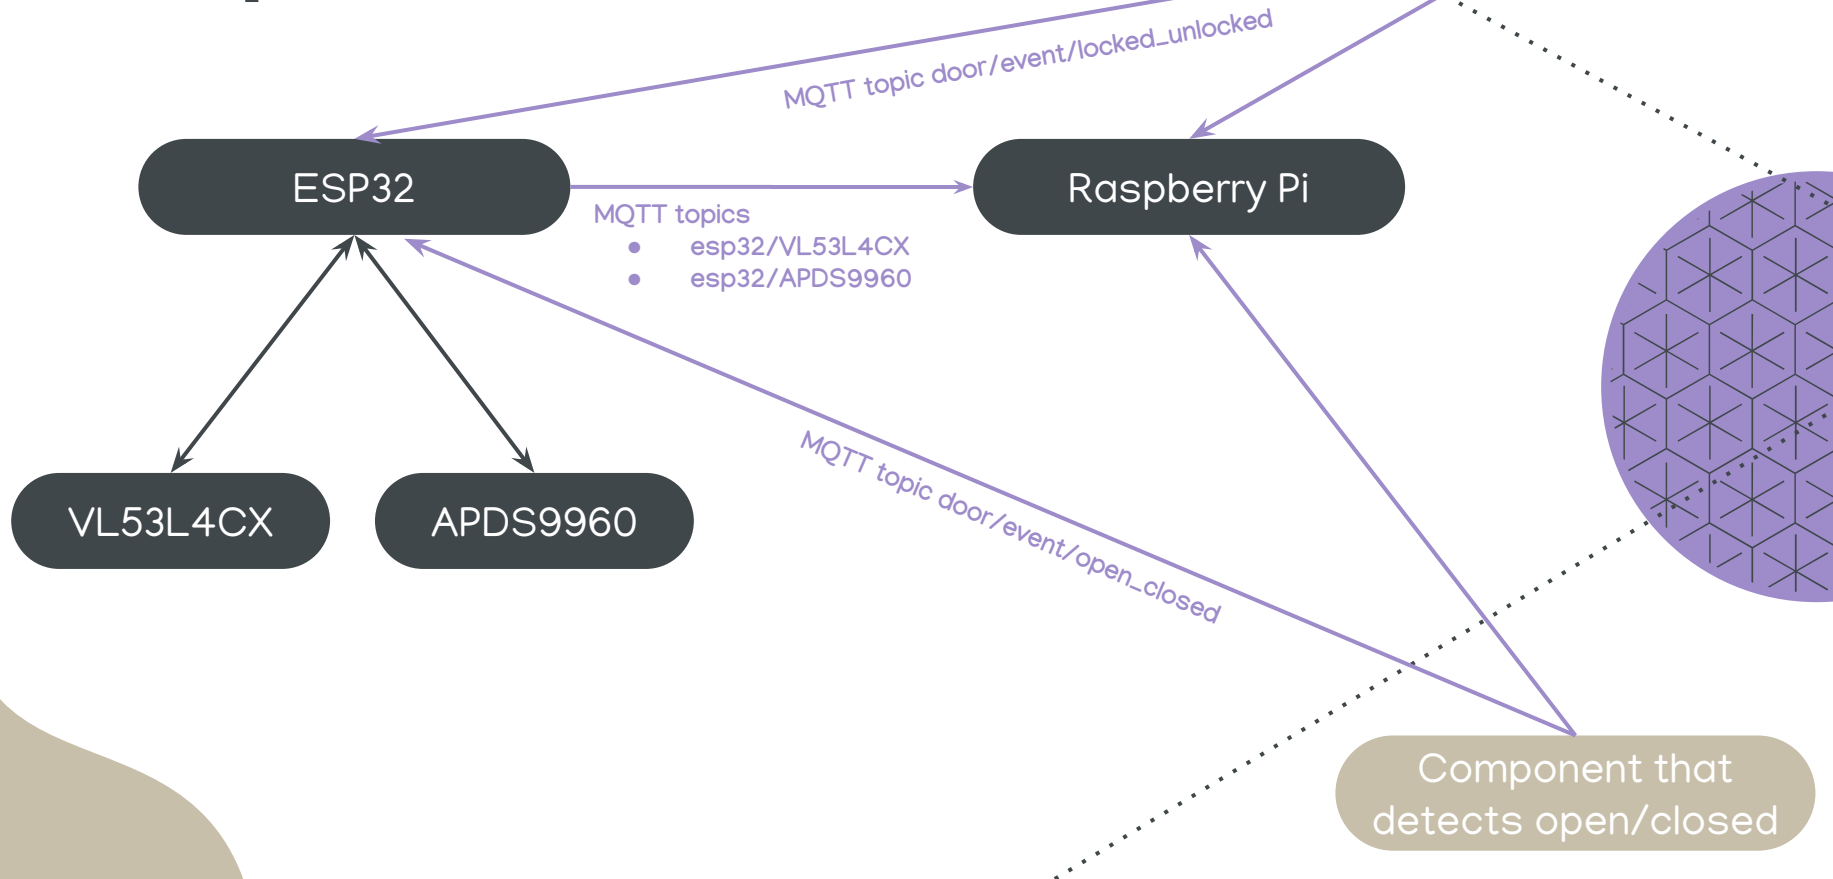 MQTT topic door/event/locked_unlocked
ESP32
Raspberry Pi
MQTT topics
● esp32/VL53L4CX
● esp32/APDS9960
MQTT topic door/event/open_closed
VL53L4CX
APDS9960
Component that
detects open/closed